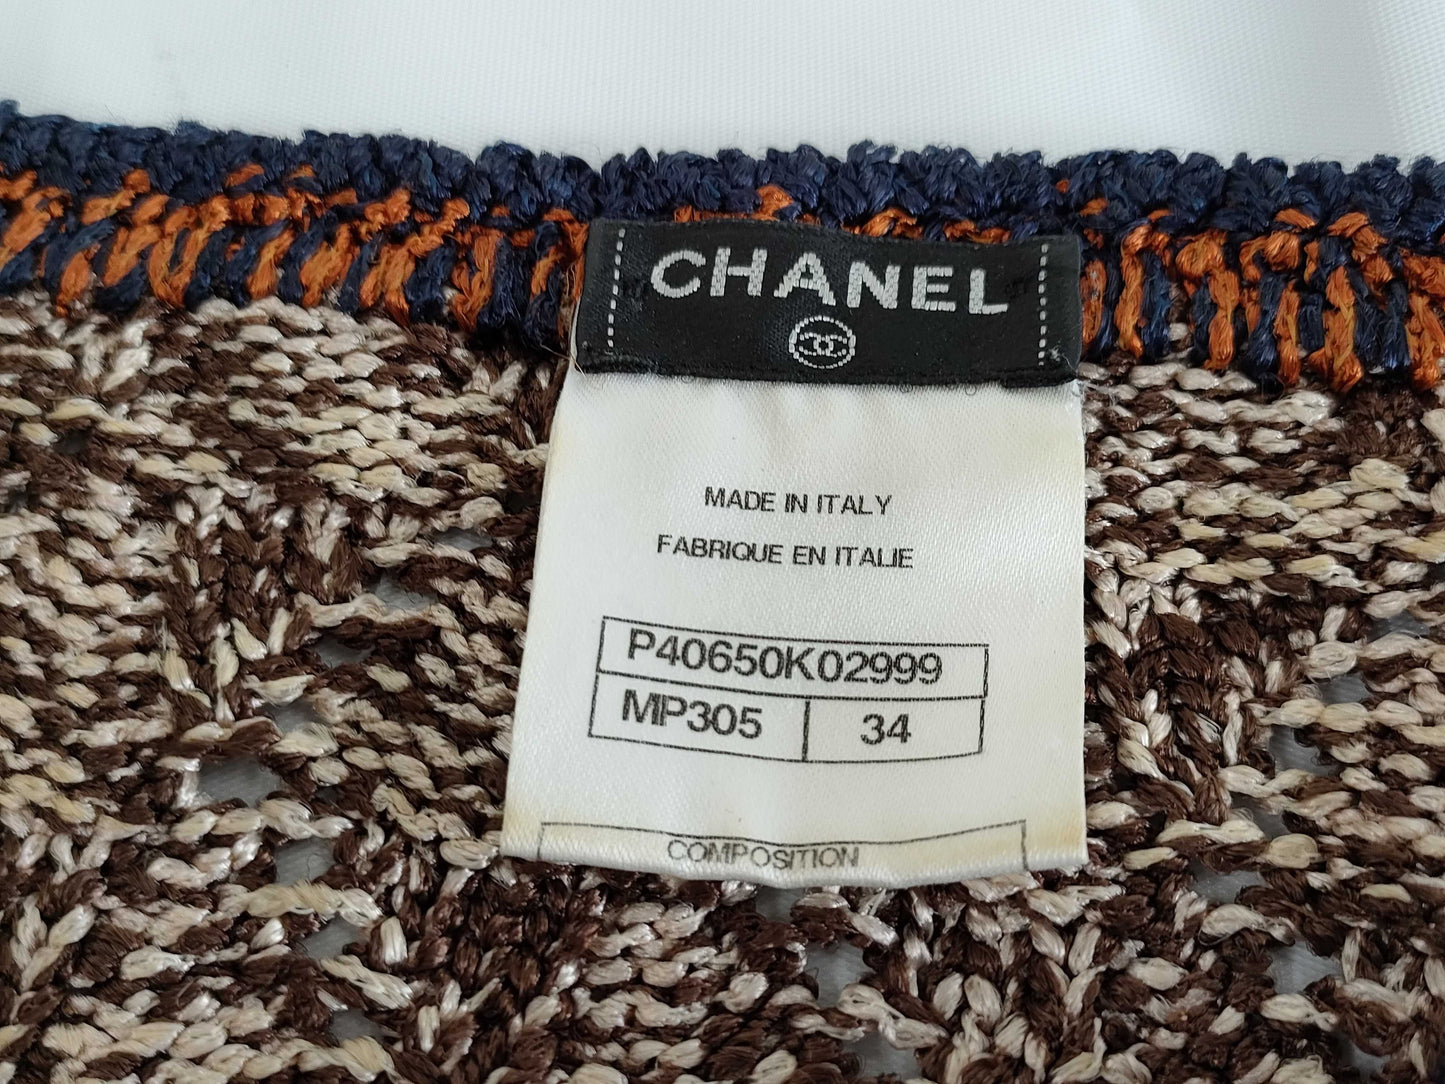 CHANEL
MADE IN ITALY
FABRIQUE EN ITALIE
P40650K02999
MP305 34
COMPOSITION